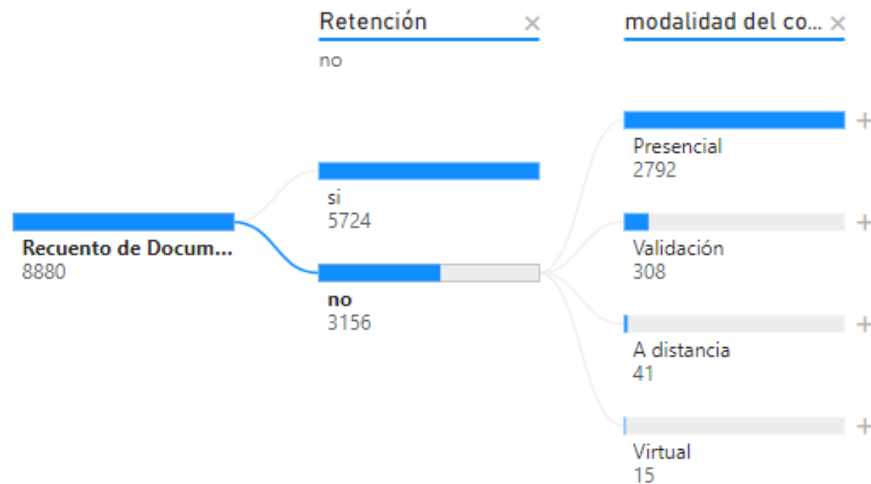 Retención
modalidad del co...
no
Presencial
2792
si
5724
Recuento de Docum...
8880
Validación
308
no
3156
A distancia
41
Virtual
15